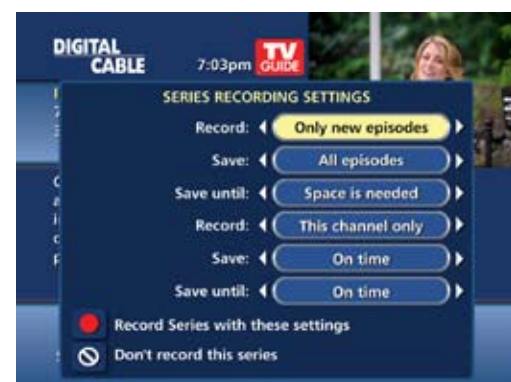 DIGITAL
CABLE
7:03pm
TV
GUIDE
SERIES RECORDING SETTINGS
Record: Only new episodes
Save: All episodes
Save until: Space is needed
Record: This channel only
Save: On time
Save until: On time
Record Series with these settings
Don't record this series